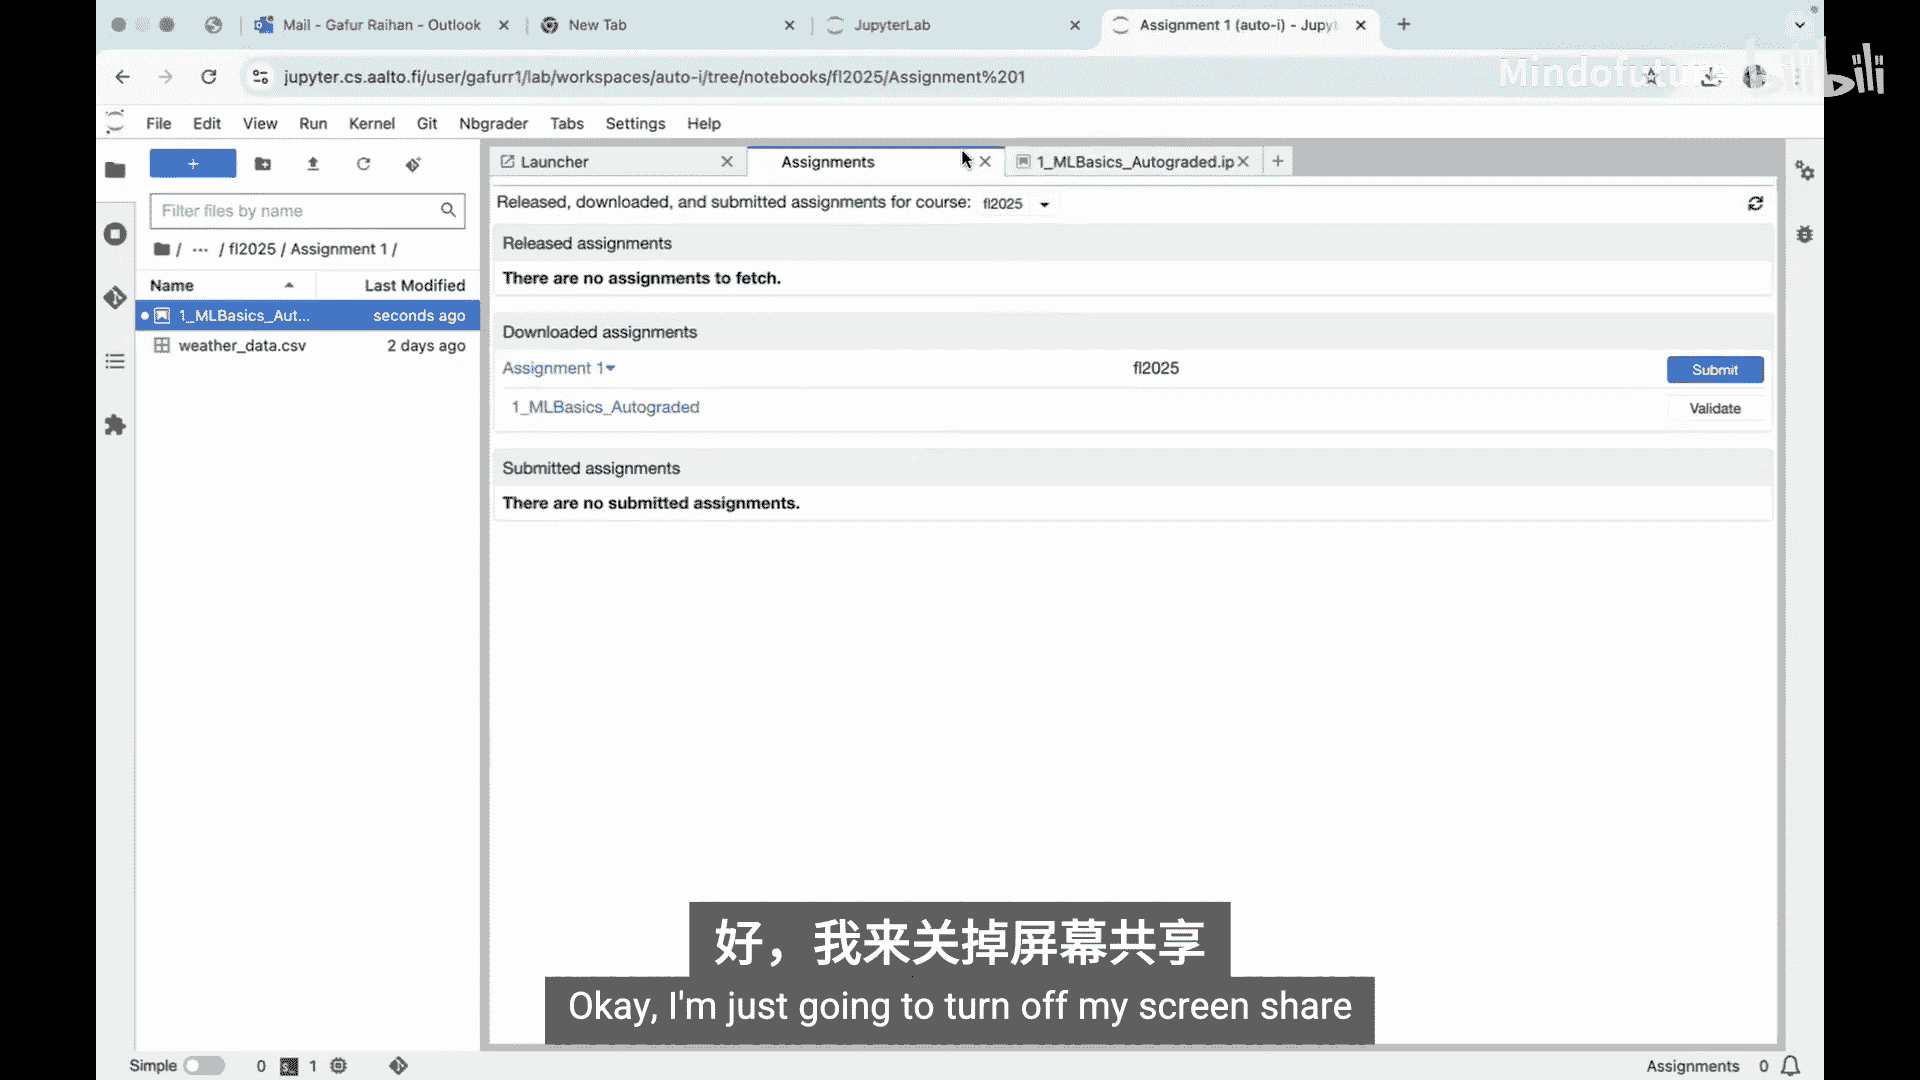 Mail - Gafur Raihan - Outlook
New Tab
JupyterLab
Assignment 1 (auto-i) - Jupyt
jupyter.cs.aalto.fi/user/gafurr1/lab/workspaces/auto-i/tree/notebooks/fl2025/Assignment%201
Mindofuture bilibili
File Edit View Run Kernel Git Nbgrader Tabs Settings Help
Launcher
Assignments
1_MLBasics_Autograded.ip
Filter files by name
/ ... / fl2025 / Assignment 1 /
Name Last Modified
1_MLBasics_Aut... seconds ago
weather_data.csv 2 days ago
Released, downloaded, and submitted assignments for course: fl2025
Released assignments
There are no assignments to fetch.
Downloaded assignments
Assignment 1 fl2025 Submit
1_MLBasics_Autograded Validate
Submitted assignments
There are no submitted assignments.
好，我来关掉屏幕共享
Okay, I'm just going to turn off my screen share
Simple 0 1 Assignments 0